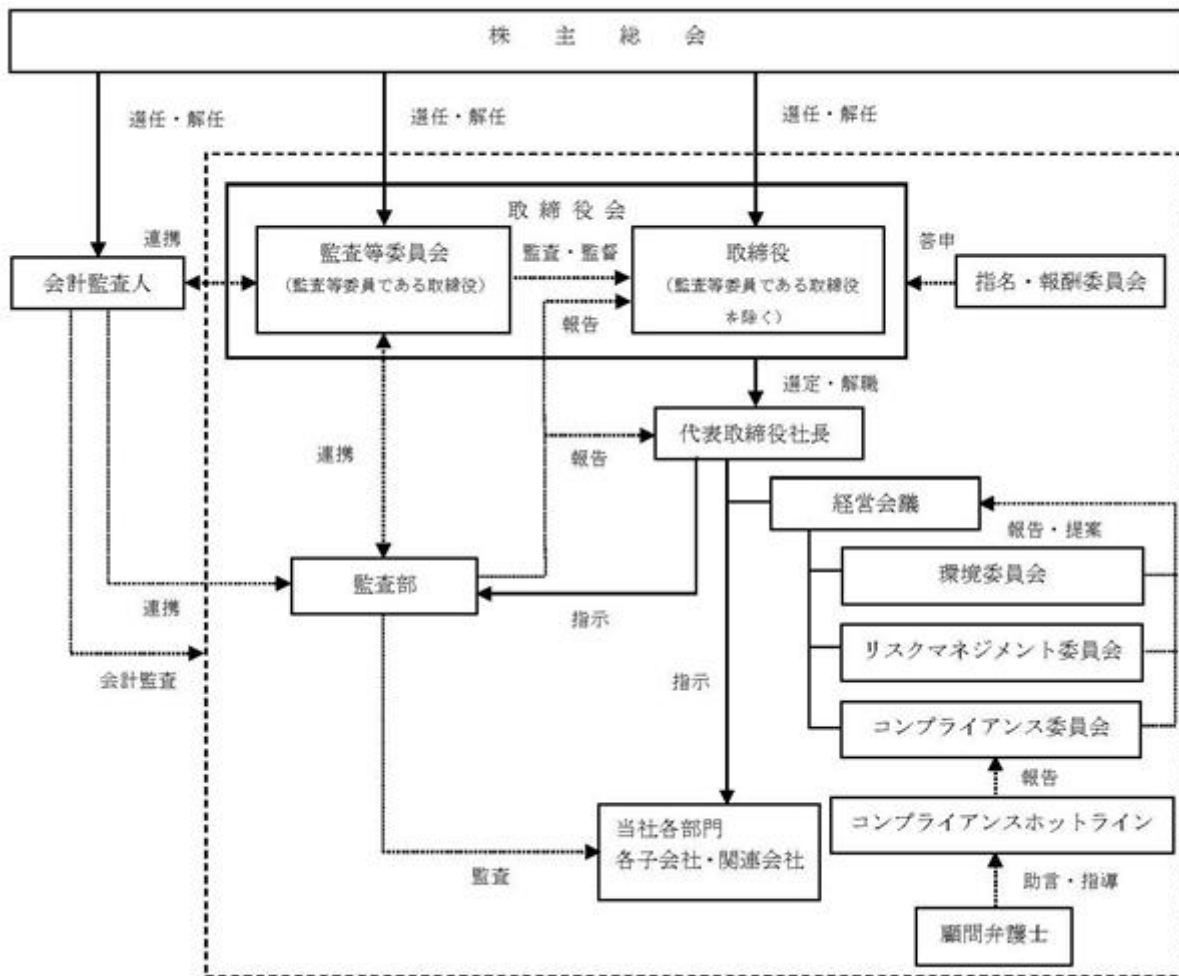 株主総会
選任・解任
選任・解任
選任・解任
取締役会
連携
監査等委員会
(監査等委員である取締役)
監査・監督
取締役
(監査等委員である取締役
を除く)
答申
会計監査人
指名・報酬委員会
報告
選定・解職
代表取締役社長
連携
報告
経営会議
報告・提案
環境委員会
監査部
連携
指示
リスクマネジメント委員会
会計監査
指示
コンプライアンス委員会
報告
当社各部門
各子会社・関連会社
コンプライアンスホットライン
監査
助言・指導
顧問弁護士